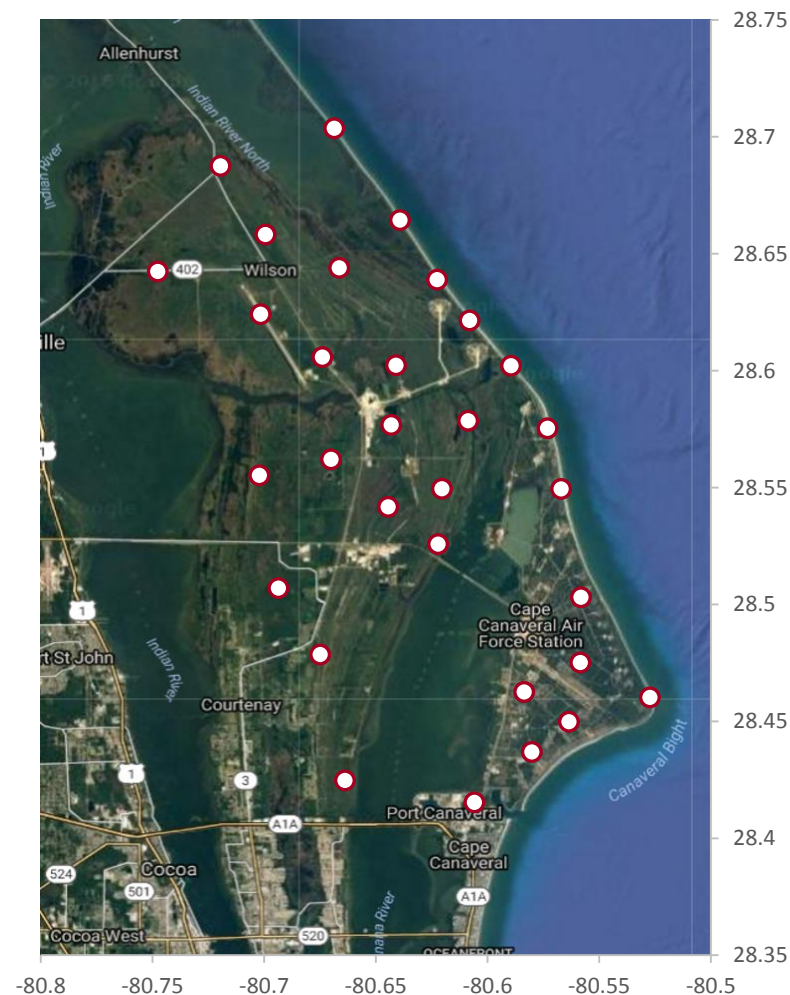 28.75
Allenhurst
Indian River North
28.7
Indian River
28.65
402
Wilson
lle
28.6
28.55
1
28.5
Cape
Canaveral Air
Force Station
1
rt St John
Indian River
Courtenay
28.45
Canaveral Bight
1
3
Port Canaveral
A1A
28.4
Cape
Canaveral
524
Cocoa
501
A1A
nana River
Cocoa West
520
OCEANFRONT
28.35
-80.8
-80.75
-80.7
-80.65
-80.6
-80.55
-80.5